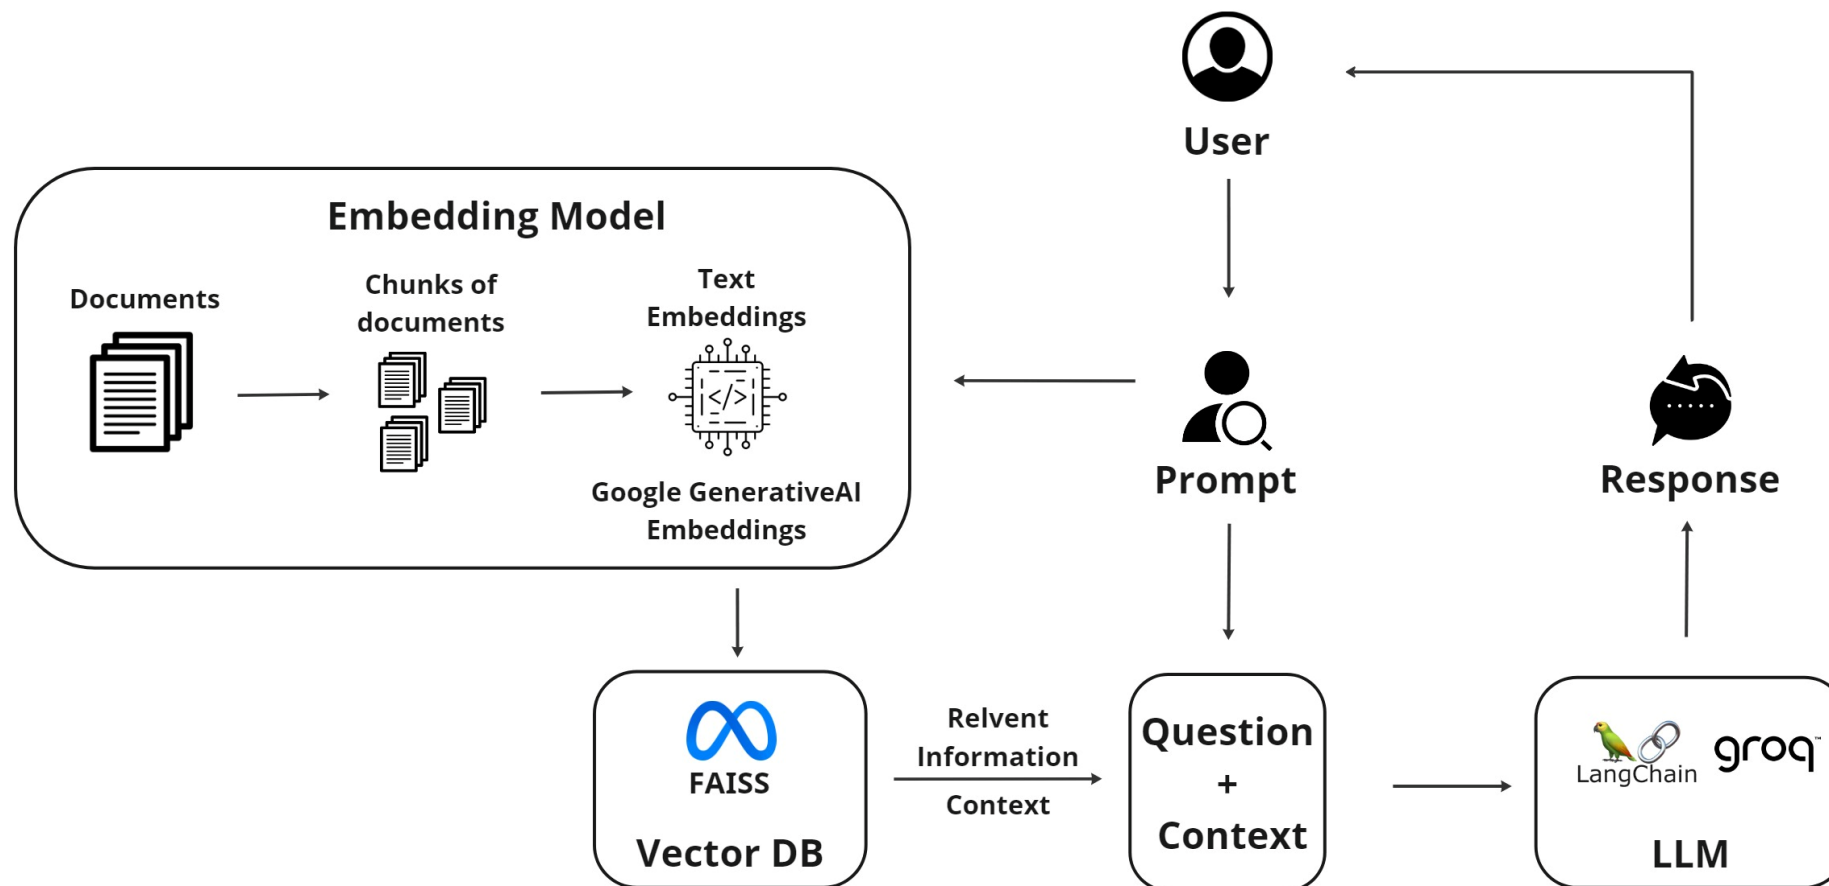 User
Embedding Model
Documents
Chunks of
documents
Text
Embeddings
</>
Google GenerativeAI
Embeddings
Prompt
Response
FAISS
Vector DB
Relvent
Information
Context
Question
+
Context
LangChain
groq™
LLM